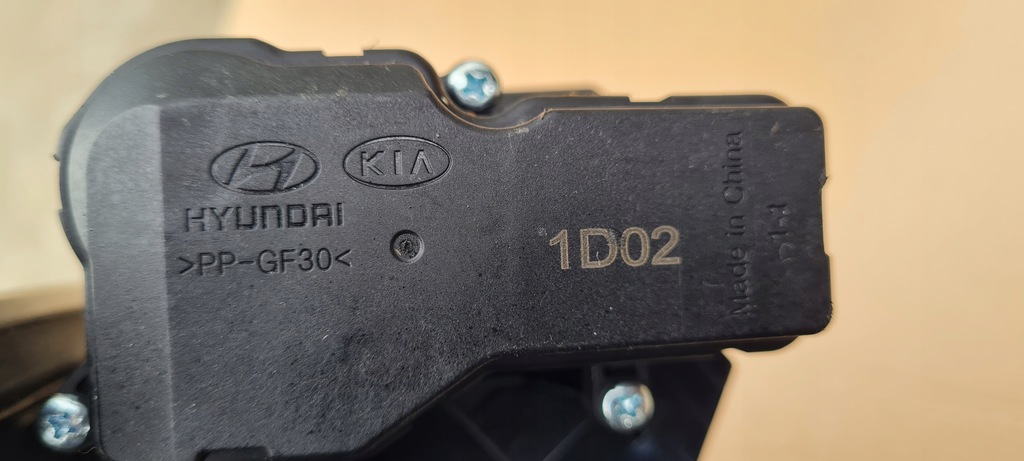 KIA
HYUNDAI
>PP-GF30<
1D02
Made in China